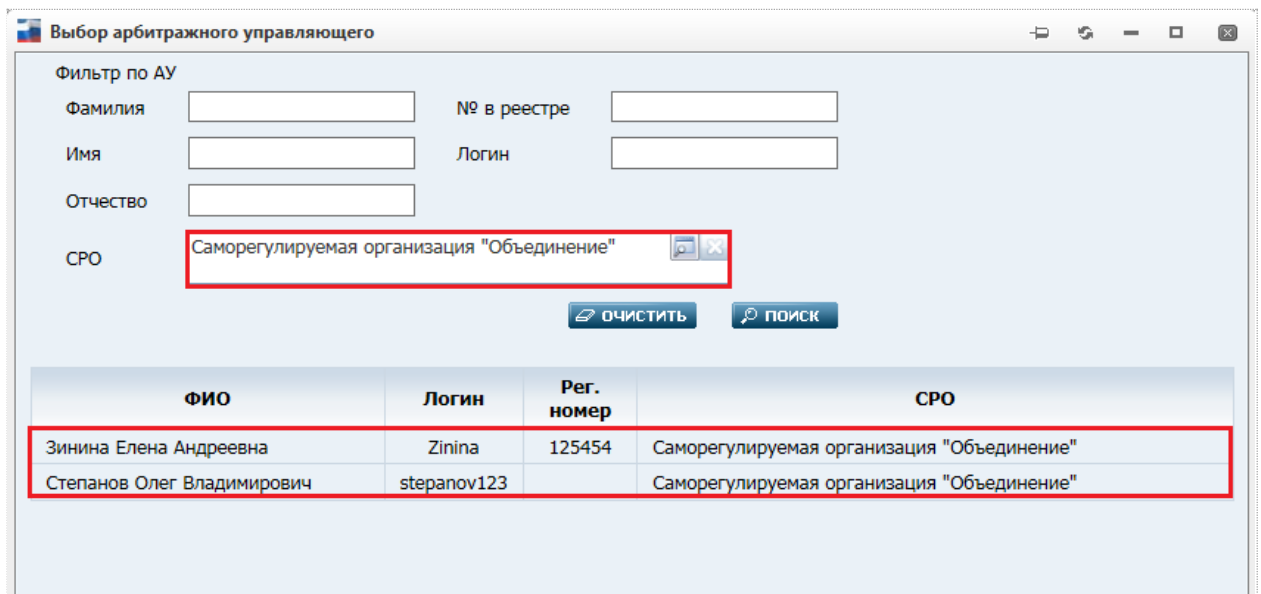 Выбор арбитражного управляющего
Фильтр по АУ
Фамилия № в реестре
Имя Логин
Отчество
СРО Саморегулируемая организация "Объединение"
ОЧИСТИТЬ ПОИСК
ФИО Логин Рег. номер СРО
Зинина Елена Андреевна Zinina 125454 Саморегулируемая организация "Объединение"
Степанов Олег Владимирович stepanov123 Саморегулируемая организация "Объединение"